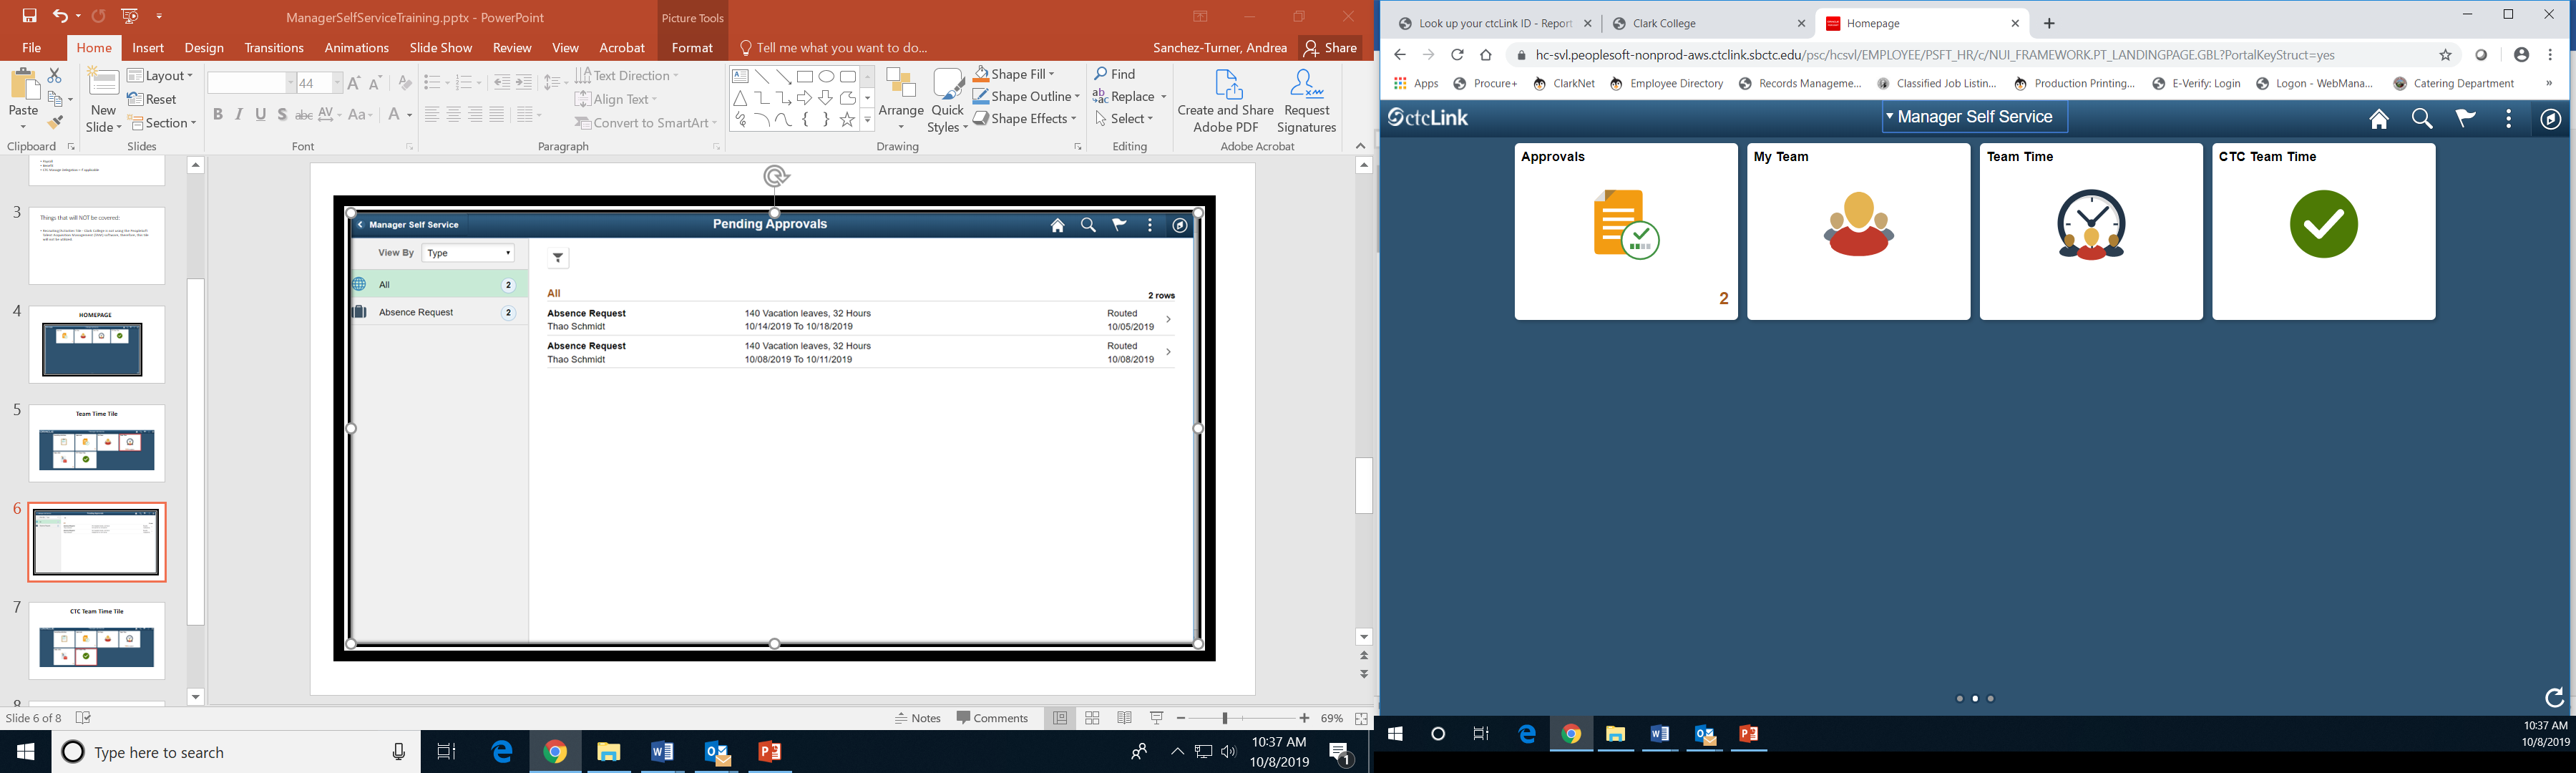 ManagerSelfServiceTraining.pptx - PowerPoint
Picture Tools
File
Home
Insert
Design
Transitions
Animations
Slide Show
Review
View
Acrobat
Format
Tell me what you want to do...
Sanchez-Turner, Andrea
Share
Paste
New
Slide
Layout
Reset
Section
44
B I U S abc AV Aa A
Text Direction
Align Text
Convert to SmartArt
Arrange
Quick
Styles
Shape Fill
Shape Outline
Shape Effects
Find
Replace
Select
Create and Share
Adobe PDF
Request
Signatures
Clipboard
Slides
Font
Paragraph
Drawing
Editing
Adobe Acrobat
3
Things that will NOT be covered:
4
HOMEPAGE
5
Team Time Tile
6
7
CTC Team Time Tile
8
Manager Self Service
Pending Approvals
View By
Type
All
2
Absence Request
2
All
2 rows
Absence Request
140 Vacation leaves, 32 Hours
Routed
Thao Schmidt
10/14/2019 To 10/18/2019
10/05/2019
Absence Request
140 Vacation leaves, 32 Hours
Routed
Thao Schmidt
10/08/2019 To 10/11/2019
10/08/2019
Slide 6 of 8
Notes
Comments
69%
Type here to search
10:37 AM
10/8/2019
1
Look up your ctcLink ID - Report
Clark College
Homepage
hc-svl.peoplesoft-nonprod-aws.ctclink.sbctc.edu/psc/hcsvl/EMPLOYEE/PSFT_HR/c/NUI_FRAMEWORK.PT_LANDINGPAGE.GBL?PortalKeyStruct=yes
Apps
Procure+
ClarkNet
Employee Directory
Records Manageme...
Classified Job Listin...
Production Printing...
E-Verify: Login
Logon - WebMana...
Catering Department
»
ctcLink
Manager Self Service
Approvals
2
My Team
Team Time
CTC Team Time
10:37 AM
10/8/2019